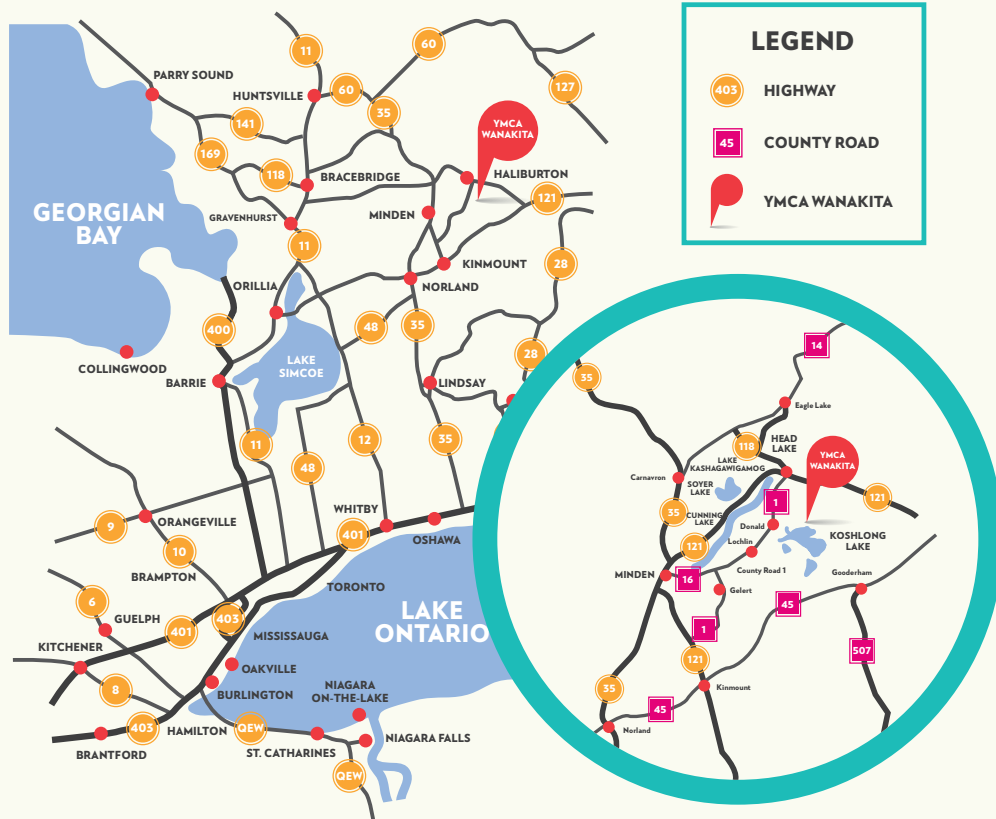 11
60
PARRY SOUND
HUNTSVILLE
60
127
35
141
YMCA
WANAKITA
169
118
BRACEBRIDGE
HALIBURTON
121
GEORGIAN
BAY
MINDEN
GRAVENHURST
11
KINMOUNT
28
ORILLIA
NORLAND
400
48
35
28
COLLINGWOOD
LAKE
SIMCOE
BARRIE
LINDSAY
11
12
35
48
WHITBY
9
ORANGEVILLE
401
OSHAWA
10
BRAMPTON
TORONTO
6
GUELPH
403
LAKE
ONTARIO
401
MISSISSAUGA
KITCHENER
OAKVILLE
8
BURLINGTON
NIAGARA
ON-THE-LAKE
403
HAMILTON
QEW
BRANTFORD
ST. CATHARINES
NIAGARA FALLS
QEW
LEGEND
403
HIGHWAY
45
COUNTY ROAD
YMCA WANAKITA
14
35
Eagle Lake
118
HEAD
LAKE
YMCA
WANAKITA
LAKE
KASHAGAWIGAMOG
Carnavron
SOYER
LAKE
1
121
35
CUNNING
LAKE
Donald
KOSHLONG
LAKE
121
Lochlin
MINDEN
16
County Road 1
Gooderham
Gelert
45
1
507
121
35
Kinmount
45
Norland